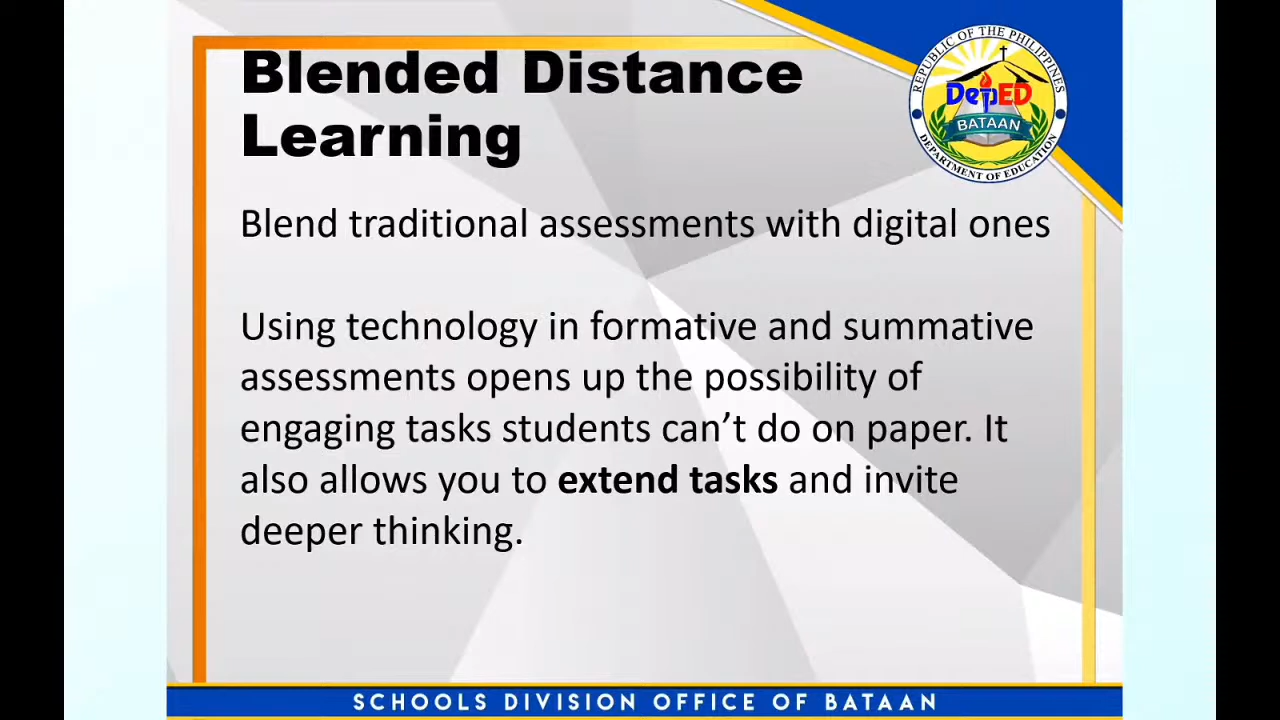 Blended Distance
Learning
REPUBLIC OF THE PHILIPPINES
DepED
BATAAN
DEPARTMENT OF EDUCATION
Blend traditional assessments with digital ones
Using technology in formative and summative
assessments opens up the possibility of
engaging tasks students can’t do on paper. It
also allows you to extend tasks and invite
deeper thinking.
SCHOOLS DIVISION OFFICE OF BATAAN